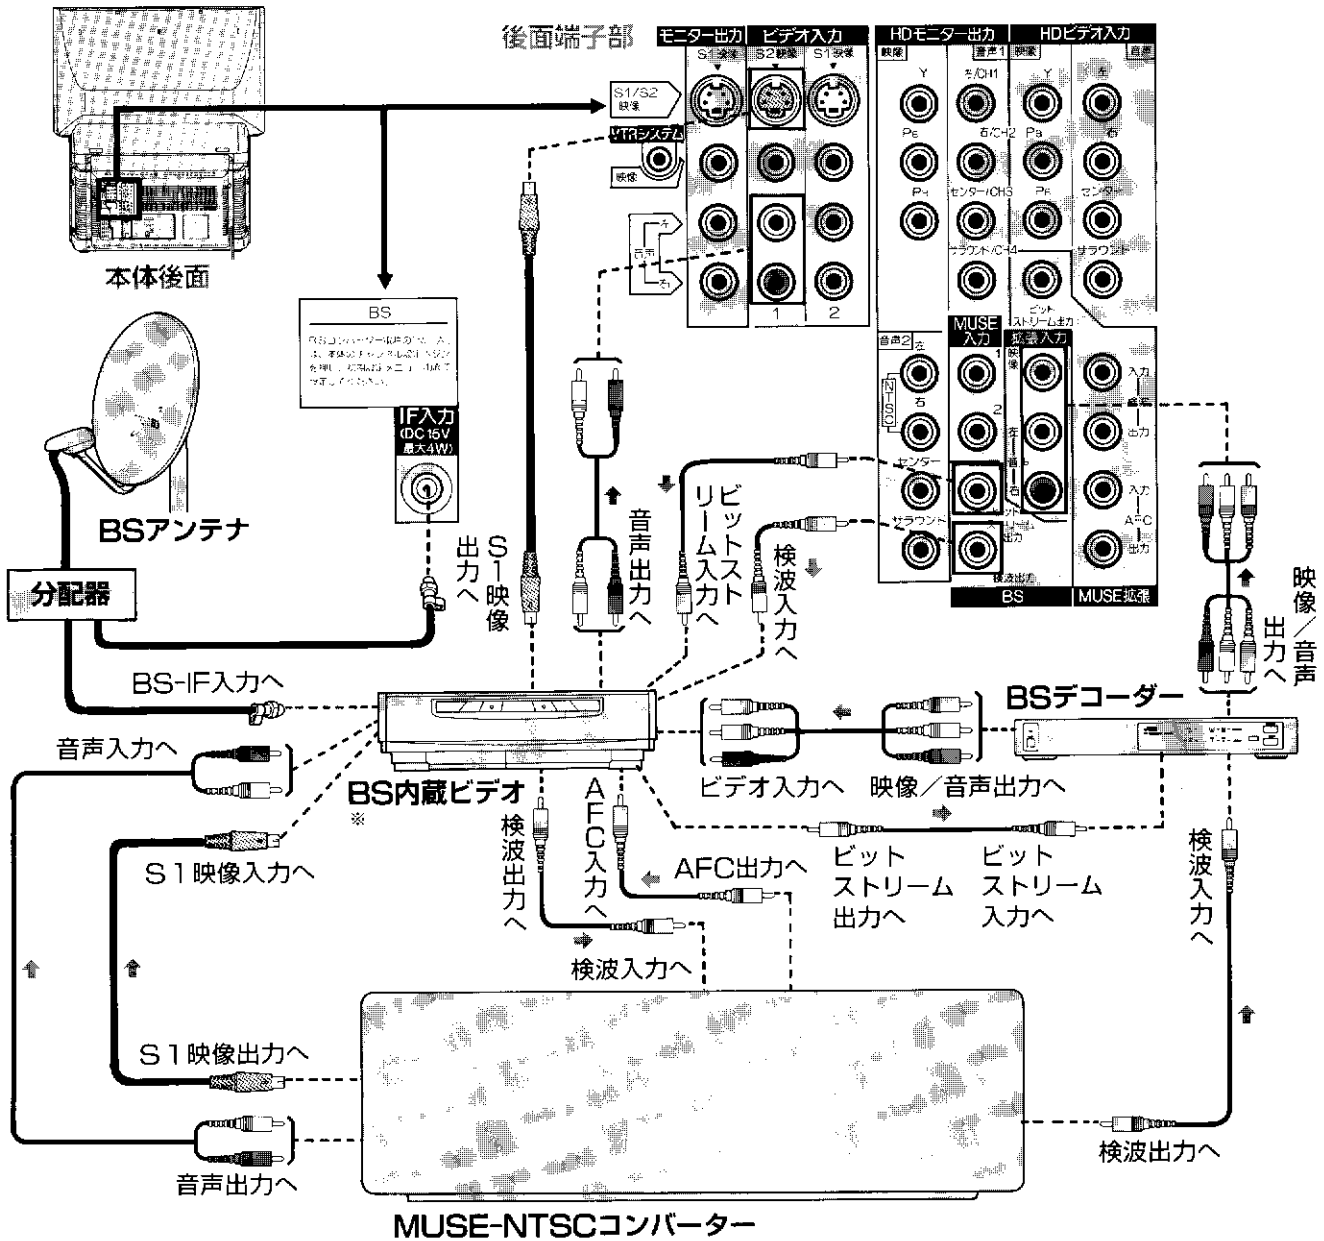 後面端子部
モニター出力
ビデオ入力
S1映像
S2映像
S1映像
S1/S2
映像
VTRシステム
映像
左
音声
右
1
2
HDモニター出力
HDビデオ入力
映像
音声1
映像
音声
Y
左/CH1
Y
左
PB
右/CH2
PB
右
PR
センター/CH3
PR
センター
サラウンド/CH4
サラウンド
ビット
ストリーム出力
MUSE
入力
拡張入力
音声2
左
1
映像
入力
NTSC
右
2
出力
左
音声
センター
右
入力
AFC
サラウンド
出力
出力
検波出力
BS
MUSE拡張
本体後面
BS
IF入力
(DC15V
最大4W)
BSアンテナ
分配器
S1映像
出力へ
音声出力へ
ビットスト
リーム入力へ
検波入力へ
映像/音声
出力へ
BS-IF入力へ
音声入力へ
BS内蔵ビデオ
※
S1映像入力へ
検波出力へ
AFC入力へ
ビデオ入力へ
映像/音声出力へ
BSデコーダー
ビット
ストリーム
出力へ
ビット
ストリーム
入力へ
検波入力へ
AFC出力へ
検波入力へ
S1映像出力へ
音声出力へ
検波出力へ
MUSE-NTSCコンバーター